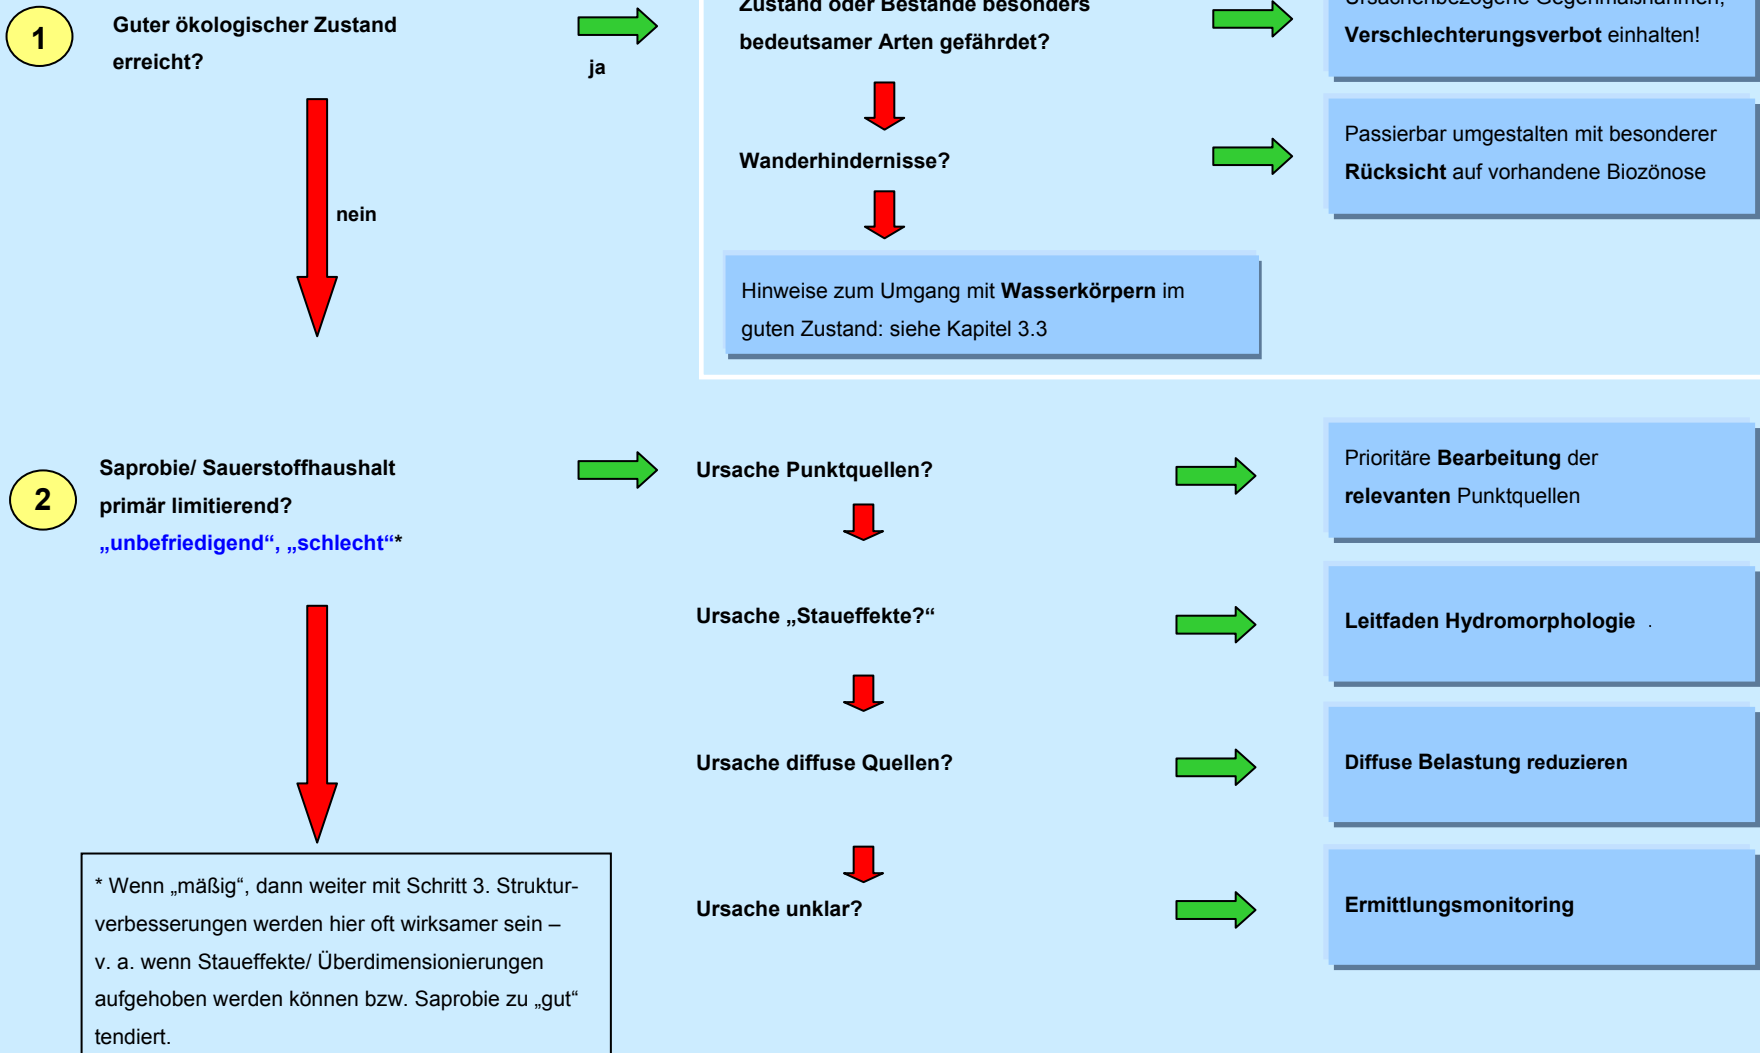 1
Guter ökologischer Zustand
erreicht?
ja
nein
Zustand oder Bestände besonders
bedeutsamer Arten gefährdet?
Ursachenbezogene Gegenmaßnahmen,
Verschlechterungsverbot einhalten!
Wanderhindernisse?
Passierbar umgestalten mit besonderer
Rücksicht auf vorhandene Biozönose
Hinweise zum Umgang mit Wasserkörpern im
guten Zustand: siehe Kapitel 3.3
2
Saprobie/ Sauerstoffhaushalt
primär limitierend?
„unbefriedigend“, „schlecht“*
Ursache Punktquellen?
Prioritäre Bearbeitung der
relevanten Punktquellen
Ursache „Staueffekte?“
Leitfaden Hydromorphologie .
Ursache diffuse Quellen?
Diffuse Belastung reduzieren
Ursache unklar?
Ermittlungsmonitoring
* Wenn „mäßig“, dann weiter mit Schritt 3. Struktur-
verbesserungen werden hier oft wirksamer sein –
v. a. wenn Staueffekte/ Überdimensionierungen
aufgehoben werden können bzw. Saprobie zu „gut“
tendiert.